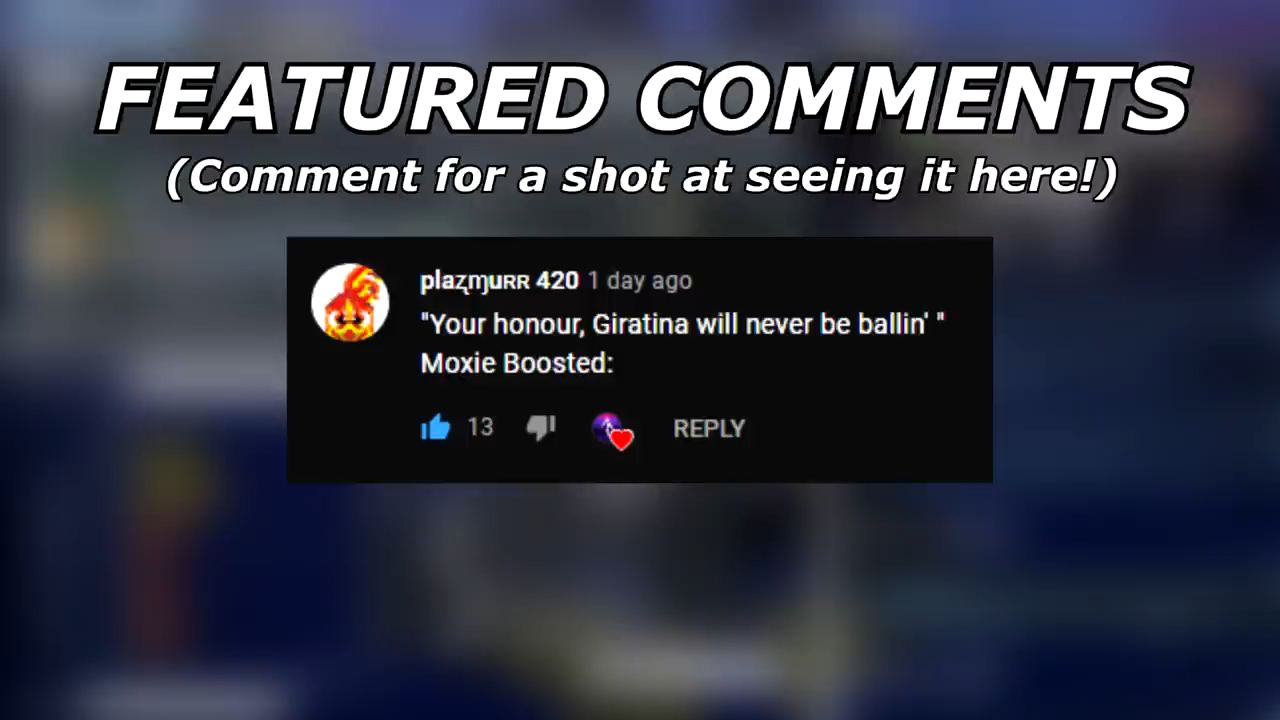 FEATURED COMMENTS
(Comment for a shot at seeing it here!)
plaʐɱuʀʀ 420 1 day ago
"Your honour, Giratina will never be ballin' "
Moxie Boosted:
13 REPLY